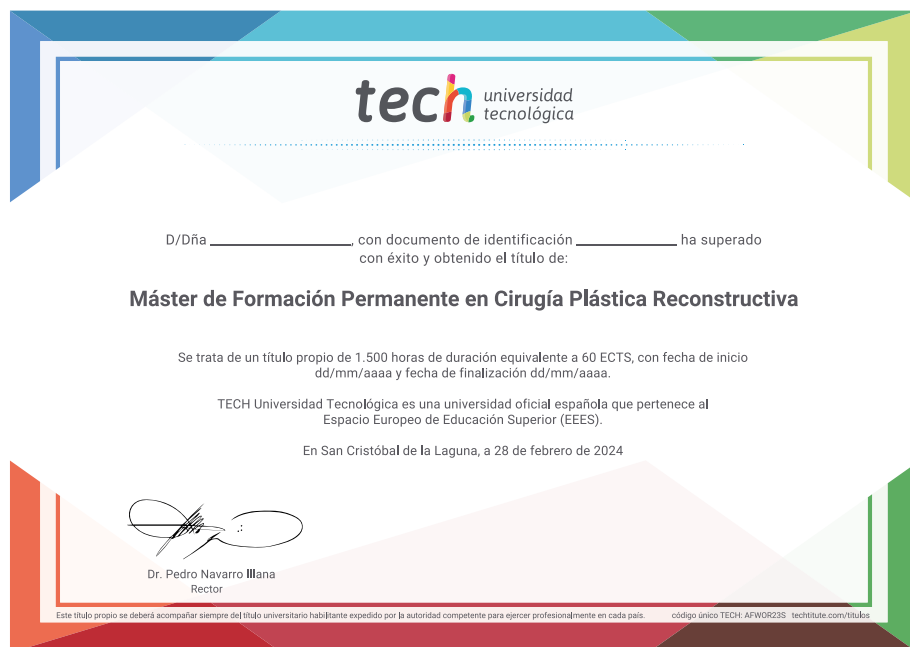 tech universidad
tecnológica
D/Dña ____________________, con documento de identificación ______________ ha superado
con éxito y obtenido el título de:
Máster de Formación Permanente en Cirugía Plástica Reconstructiva
Se trata de un título propio de 1.500 horas de duración equivalente a 60 ECTS, con fecha de inicio
dd/mm/aaaa y fecha de finalización dd/mm/aaaa.
TECH Universidad Tecnológica es una universidad oficial española que pertenece al
Espacio Europeo de Educación Superior (EEES).
En San Cristóbal de la Laguna, a 28 de febrero de 2024
Dr. Pedro Navarro Illana
Rector
Este título propio se deberá acompañar siempre del título universitario habilitante expedido por la autoridad competente para ejercer profesionalmente en cada país. código único TECH: AFWOR23S techtitute.com/titulos